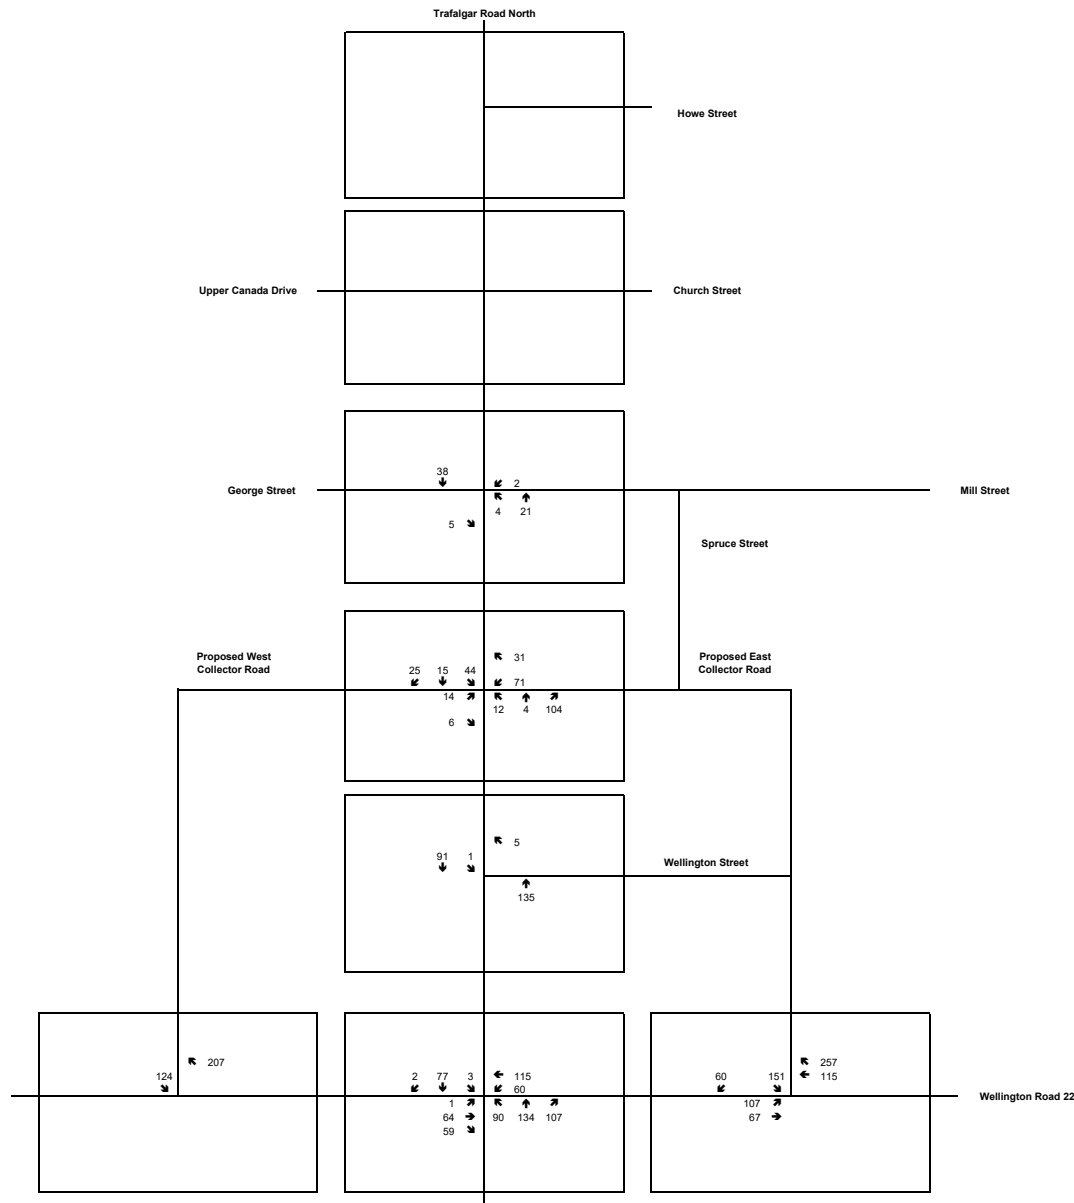 Trafalgar Road North
Howe Street
Upper Canada Drive
Church Street
38
George Street
2
Mill Street
4 21
5
Spruce Street
Proposed West
Collector Road
Proposed East
Collector Road
31
25 15 44
71
14
12 4 104
6
5
91 1
Wellington Street
135
207
124
2 77 3
115
60
1
64
90 134 107
59
257
60 151
115
107
67
Wellington Road 22